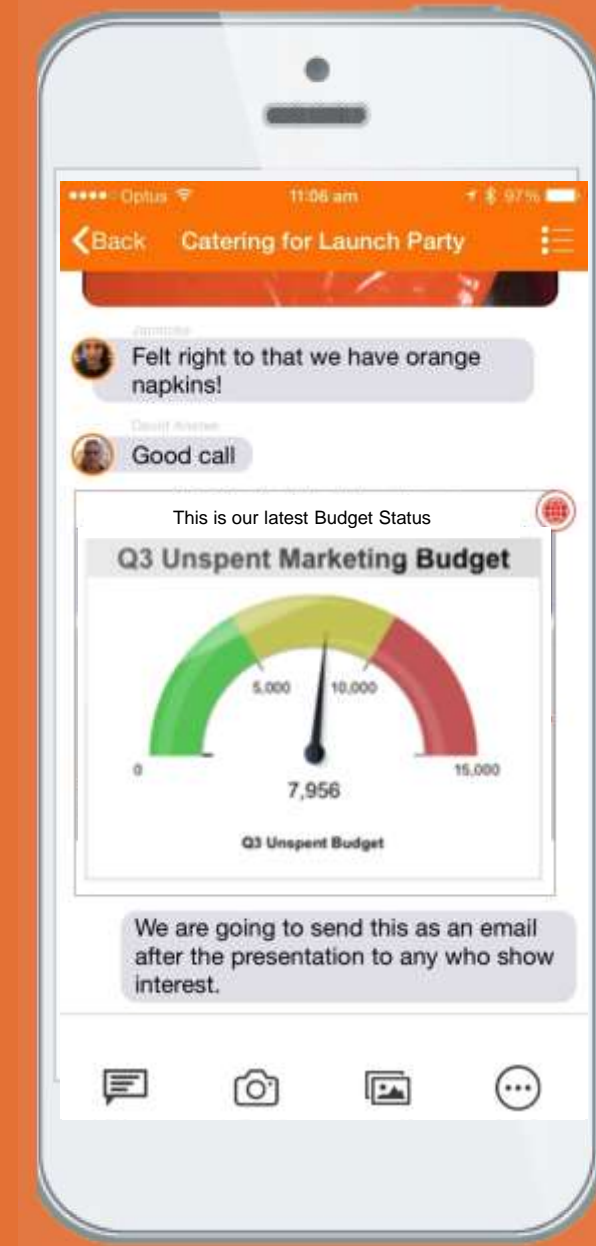 Optus 11:06 am 97%
Back Catering for Launch Party
Felt right to that we have orange
napkins!
Good call
This is our latest Budget Status
Q3 Unspent Marketing Budget
5,000 10,000
0 15,000
7,956
Q3 Unspent Budget
We are going to send this as an email
after the presentation to any who show
interest.